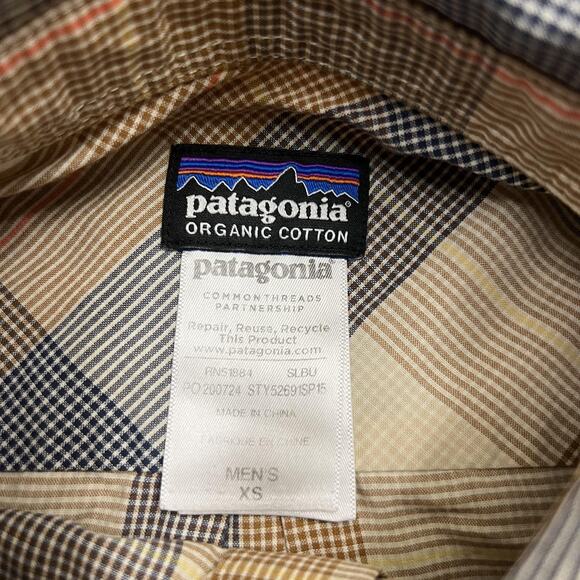 patagonia®
ORGANIC COTTON
patagonia®
COMMONTHREADS
PARTNERSHIP
Repair, Reuse, Recycle
This Product
www.patagonia.com
RN51884 SLBU
PO 200724 STY52691SP15
MADE IN CHINA
FABRIQUÉ EN CHINE
MEN'S
XS